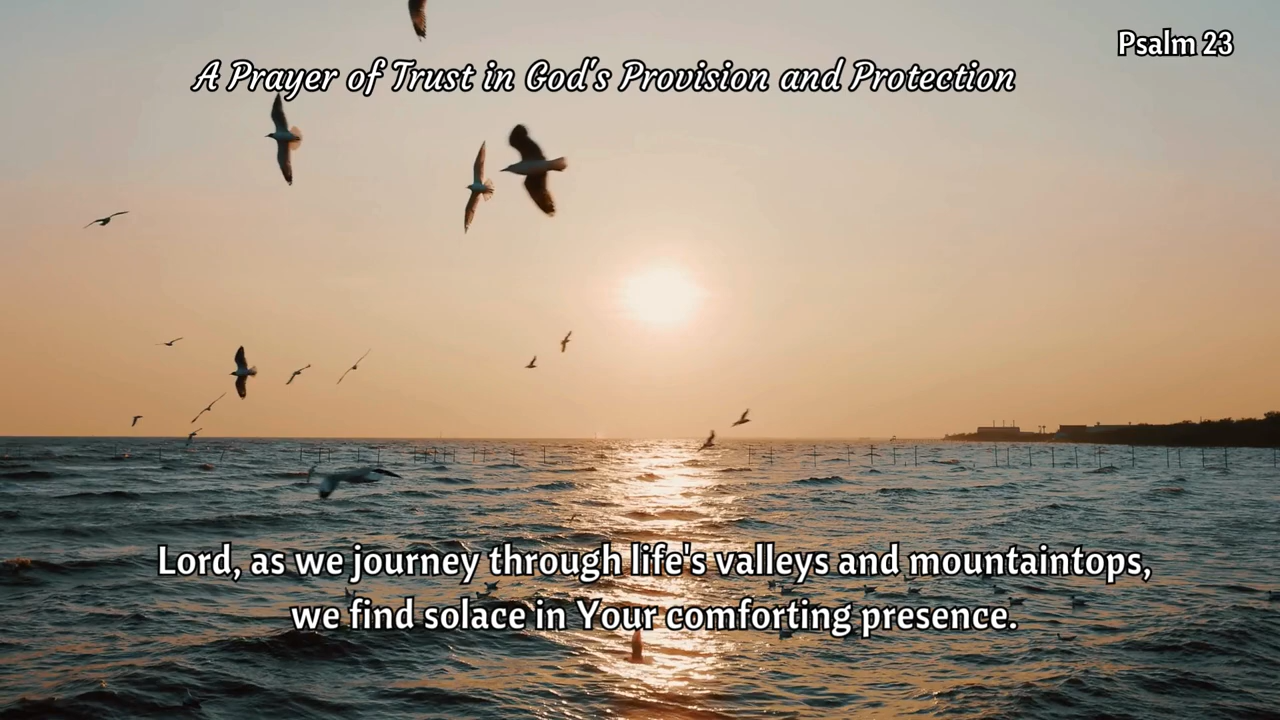 Psalm 23
A Prayer of Trust in God's Provision and Protection
Lord, as we journey through life's valleys and mountaintops,
we find solace in Your comforting presence.